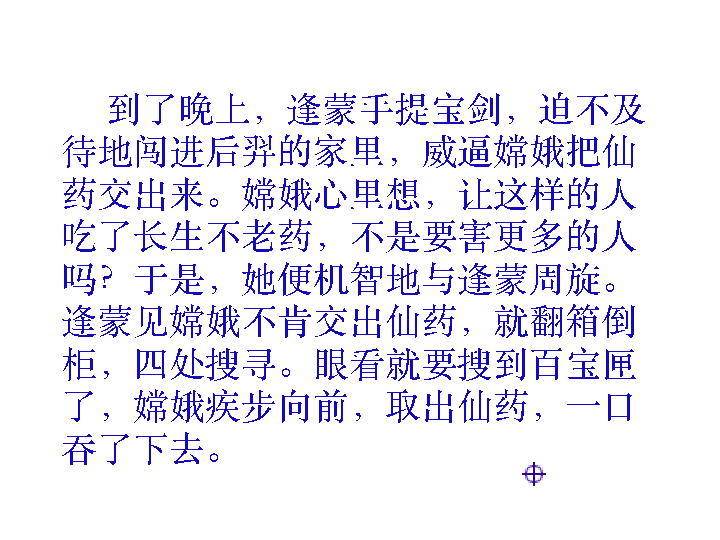 到了晚上，逢蒙手提宝剑，迫不及
待地闯进后羿的家里，威逼嫦娥把仙
药交出来。嫦娥心里想，让这样的人
吃了长生不老药，不是要害更多的人
吗？于是，她便机智地与逢蒙周旋。
逢蒙见嫦娥不肯交出仙药，就翻箱倒
柜，四处搜寻。眼看就要搜到百宝匣
了，嫦娥疾步向前，取出仙药，一口
吞了下去。